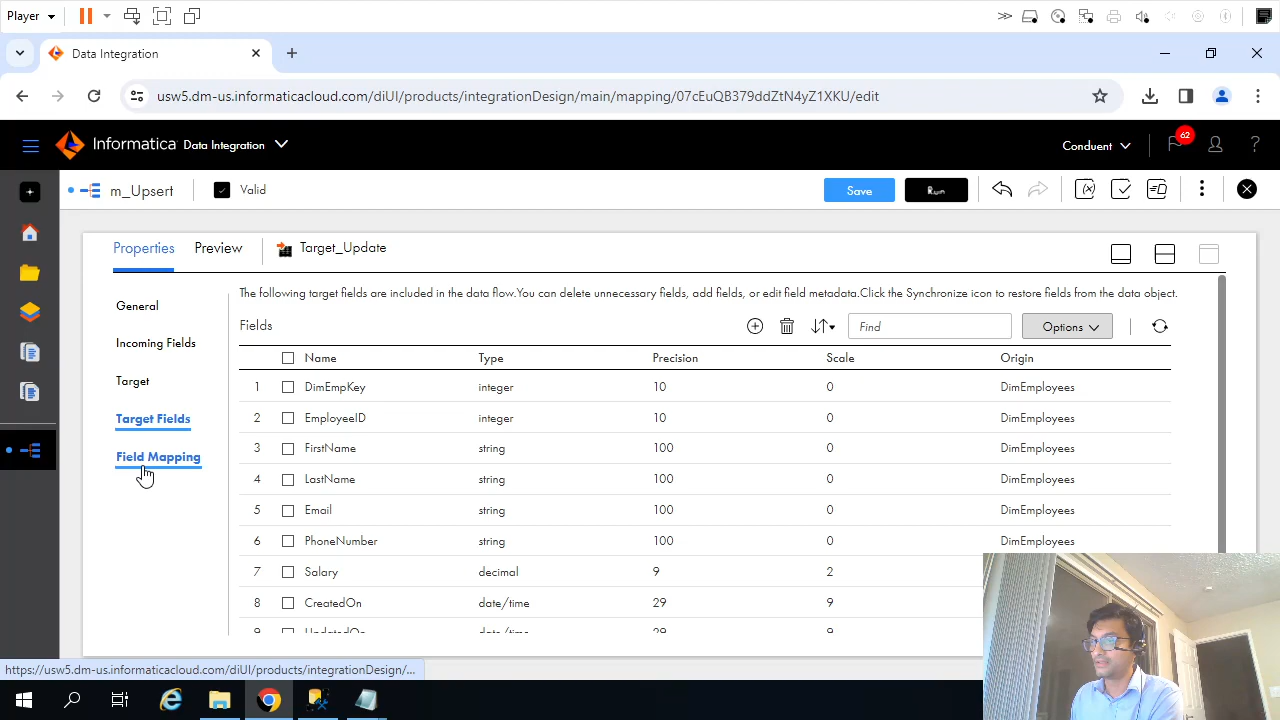 Player
Data Integration
usw5.dm-us.informaticacloud.com/diUI/products/integrationDesign/main/mapping/07cEuQB379ddZtN4yZ1XKU/edit
Informatica Data Integration
Conduent
62
m_Upsert
Valid
Save
Run
Properties
Preview
Target_Update
General
Incoming Fields
Target
Target Fields
Field Mapping
The following target fields are included in the data flow.You can delete unnecessary fields, add fields, or edit field metadata.Click the Synchronize icon to restore fields from the data object.
Fields
Find
Options
Name Type Precision Scale Origin
1 DimEmpKey integer 10 0 DimEmployees
2 EmployeeID integer 10 0 DimEmployees
3 FirstName string 100 0 DimEmployees
4 LastName string 100 0 DimEmployees
5 Email string 100 0 DimEmployees
6 PhoneNumber string 100 0 DimEmployees
7 Salary decimal 9 2
8 CreatedOn date/time 29 9
9 UpdatedOn date/time 29 9
https://usw5.dm-us.informaticacloud.com/diUI/products/integrationDesign/...